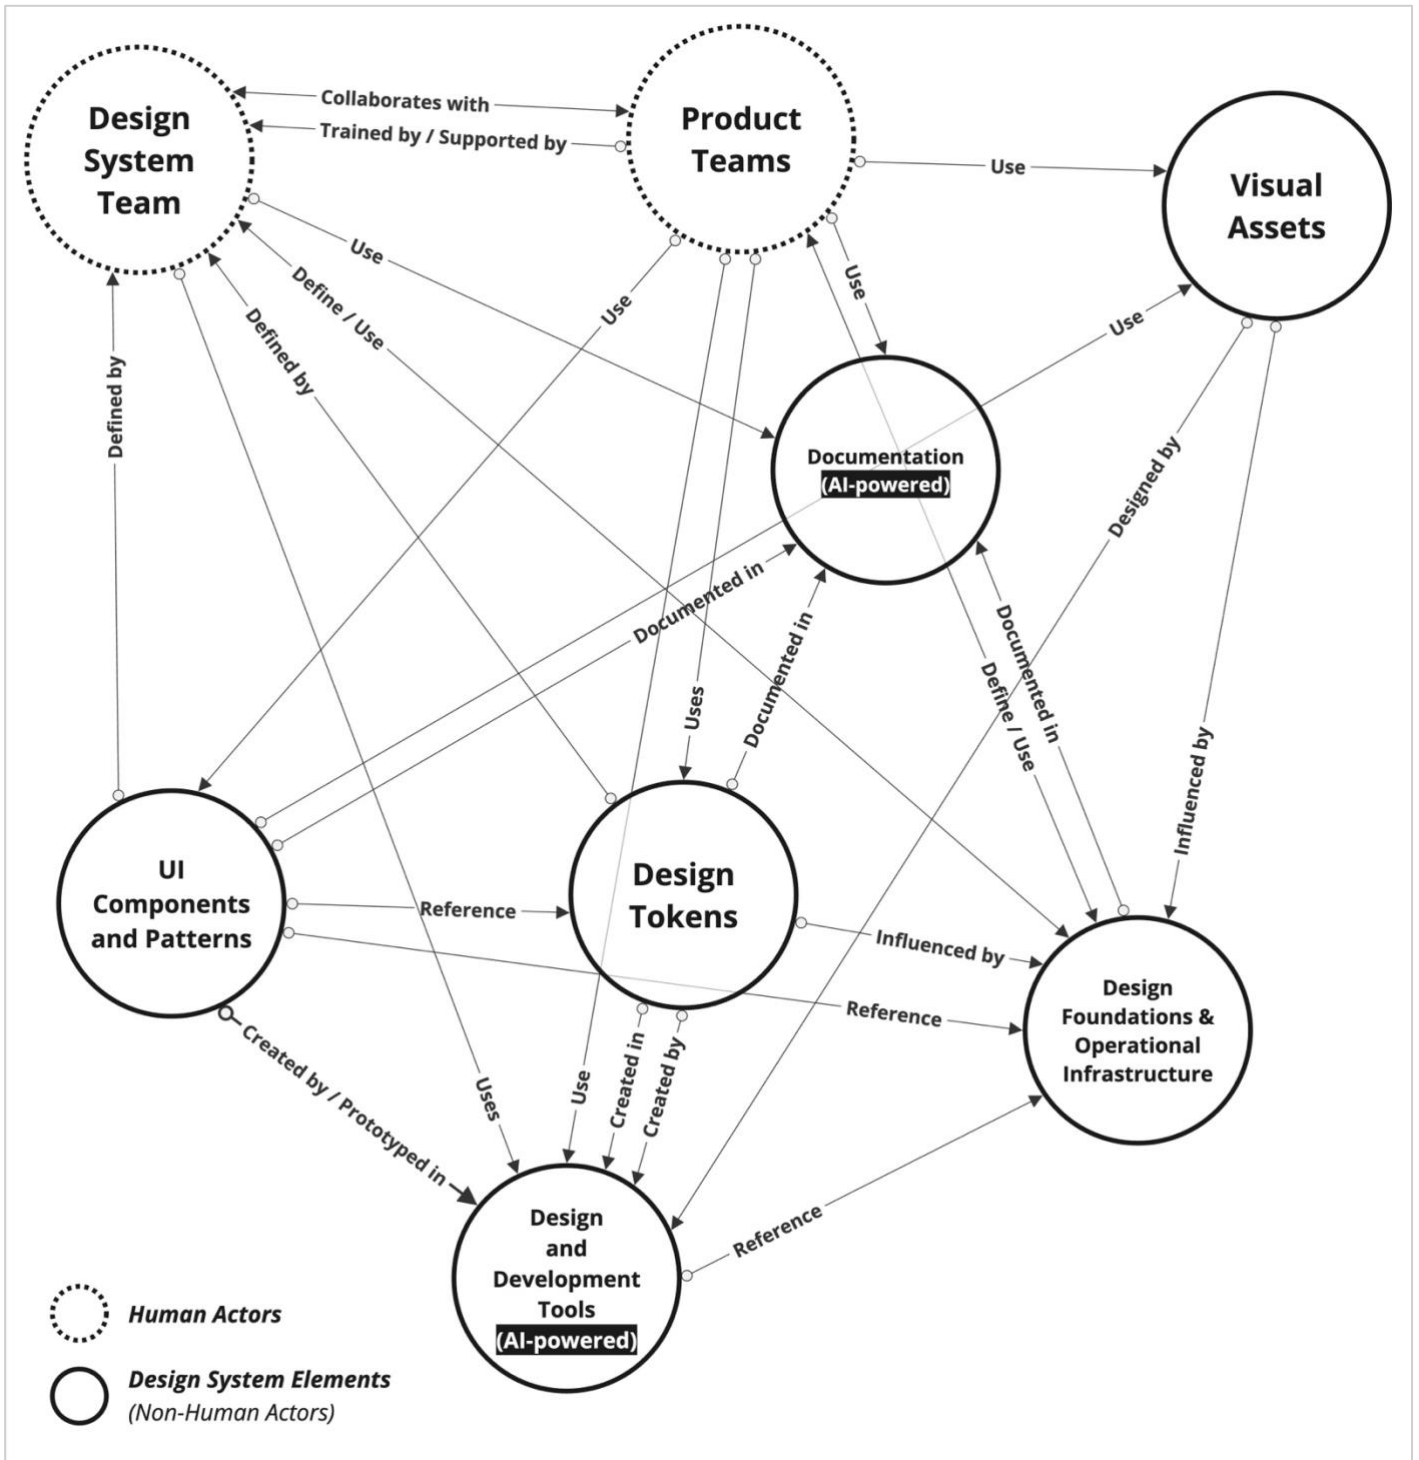 Design
System
Team
Collaborates with
Trained by / Supported by
Product
Teams
Use
Visual
Assets
Use
Define / Use
Defined by
Defined by
Use
Use
Use
Documentation
(AI-powered)
Designed by
Documented in
Documented in
Uses
Documented in
Define / Use
Influenced by
UI
Components
and Patterns
Reference
Design
Tokens
Influenced by
Reference
Design
Foundations &
Operational
Infrastructure
Created by / Prototyped in
Uses
Use
Created in
Created by
Reference
Design
and
Development
Tools
(AI-powered)
Human Actors
Design System Elements
(Non-Human Actors)